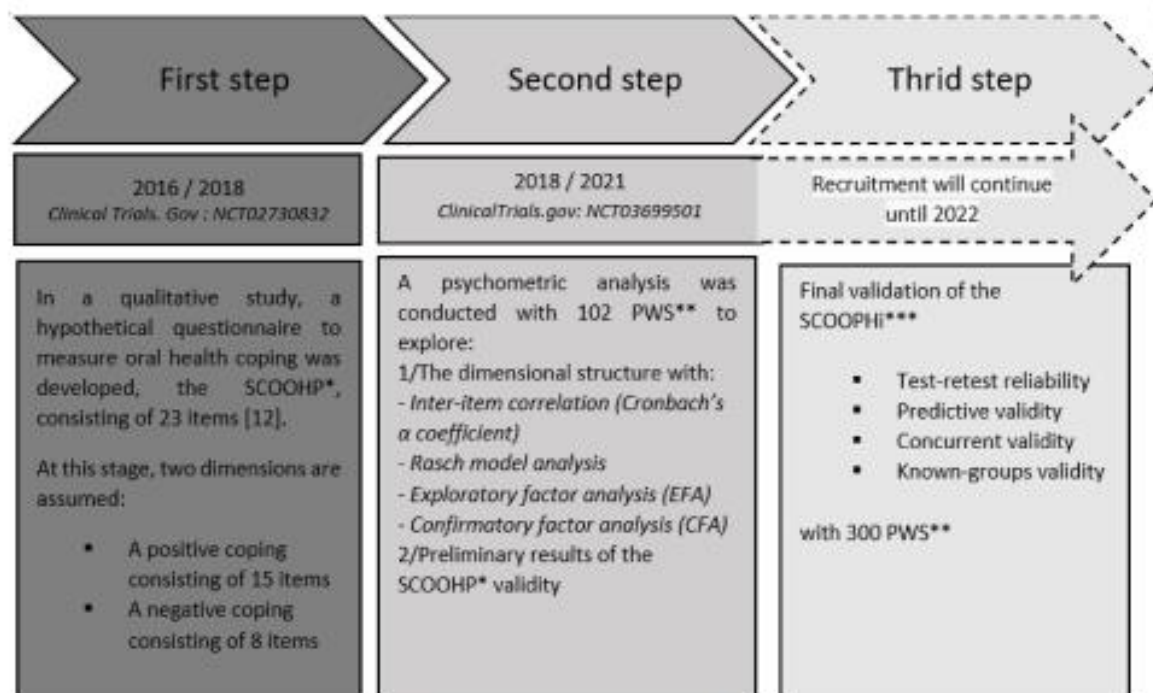 First step
Second step
Thrid step
2016 / 2018
Clinical Trials. Gov : NCT02730832
2018 / 2021
ClinicalTrials.gov: NCT03699501
Recruitment will continue
until 2022
In a qualitative study, a
hypothetical questionnaire to
measure oral health coping was
developed, the SCOOHP*,
consisting of 23 items [12].
At this stage, two dimensions are
assumed:
▪ A positive coping
consisting of 15 items
▪ A negative coping
consisting of 8 items
A psychometric analysis was
conducted with 102 PWS** to
explore:
1/The dimensional structure with:
- Inter-item correlation (Cronbach's
α coefficient)
- Rasch model analysis
- Exploratory factor analysis (EFA)
- Confirmatory factor analysis (CFA)
2/Preliminary results of the
SCOOHP* validity
Final validation of the
SCOOPHi***
▪ Test-retest reliability
▪ Predictive validity
▪ Concurrent validity
▪ Known-groups validity
with 300 PWS**